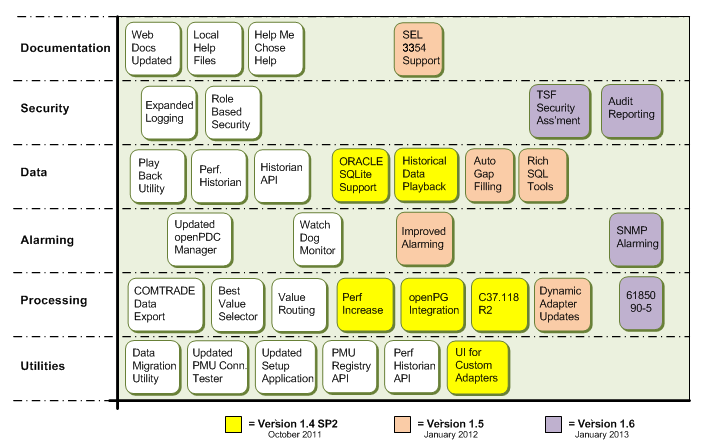 Documentation
Web
Docs
Updated
Local
Help
Files
Help Me
Chose
Help
SEL
3354
Support
Security
Expanded
Logging
Role
Based
Security
TSF
Security
Ass'ment
Audit
Reporting
Data
Play
Back
Utility
Perf.
Historian
Historian
API
ORACLE
SQLite
Support
Historical
Data
Playback
Auto
Gap
Filling
Rich
SQL
Tools
Alarming
Updated
openPDC
Manager
Watch
Dog
Monitor
Improved
Alarming
SNMP
Alarming
Processing
COMTRADE
Data
Export
Best
Value
Selector
Value
Routing
Perf
Increase
openPG
Integration
C37.118
R2
Dynamic
Adapter
Updates
61850
90-5
Utilities
Data
Migration
Utility
Updated
PMU Conn.
Tester
Updated
Setup
Application
PMU
Registry
API
Perf
Historian
API
UI for
Custom
Adapters
= Version 1.4 SP2
October 2011
= Version 1.5
January 2012
= Version 1.6
January 2013